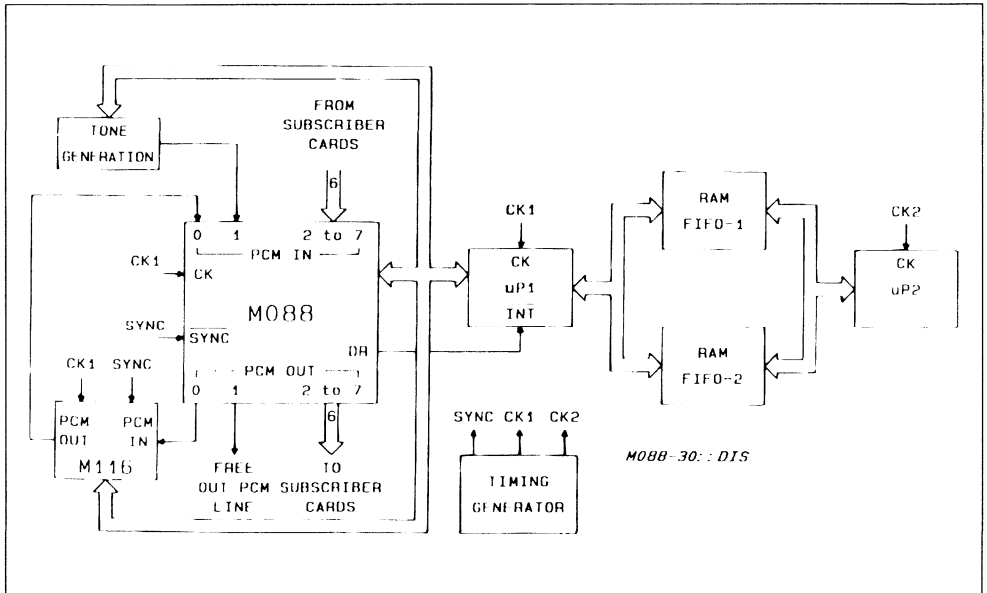 TONE
GENERATION
FROM
SUBSCRIBER
CARDS
6
0 1 2 to 7
PCM IN
CK1
CK
M088
SYNC
SYNC
DR
PCM OUT
0 1 2 to 7
6
CK1 SYNC
PCM
OUT
PCM
IN
M116
FREE
OUT PCM
LINE
TO
SUBSCRIBER
CARDS
CK1
CK
uP1
INT
RAM
FIFO-1
RAM
FIFO-2
CK2
CK
uP2
SYNC CK1 CK2
TIMING
GENERATOR
M088-30::DIS